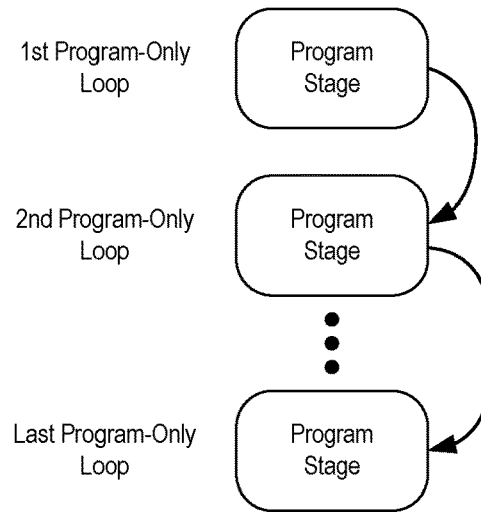 1st Program-Only
Loop
Program
Stage
2nd Program-Only
Loop
Program
Stage
Last Program-Only
Loop
Program
Stage